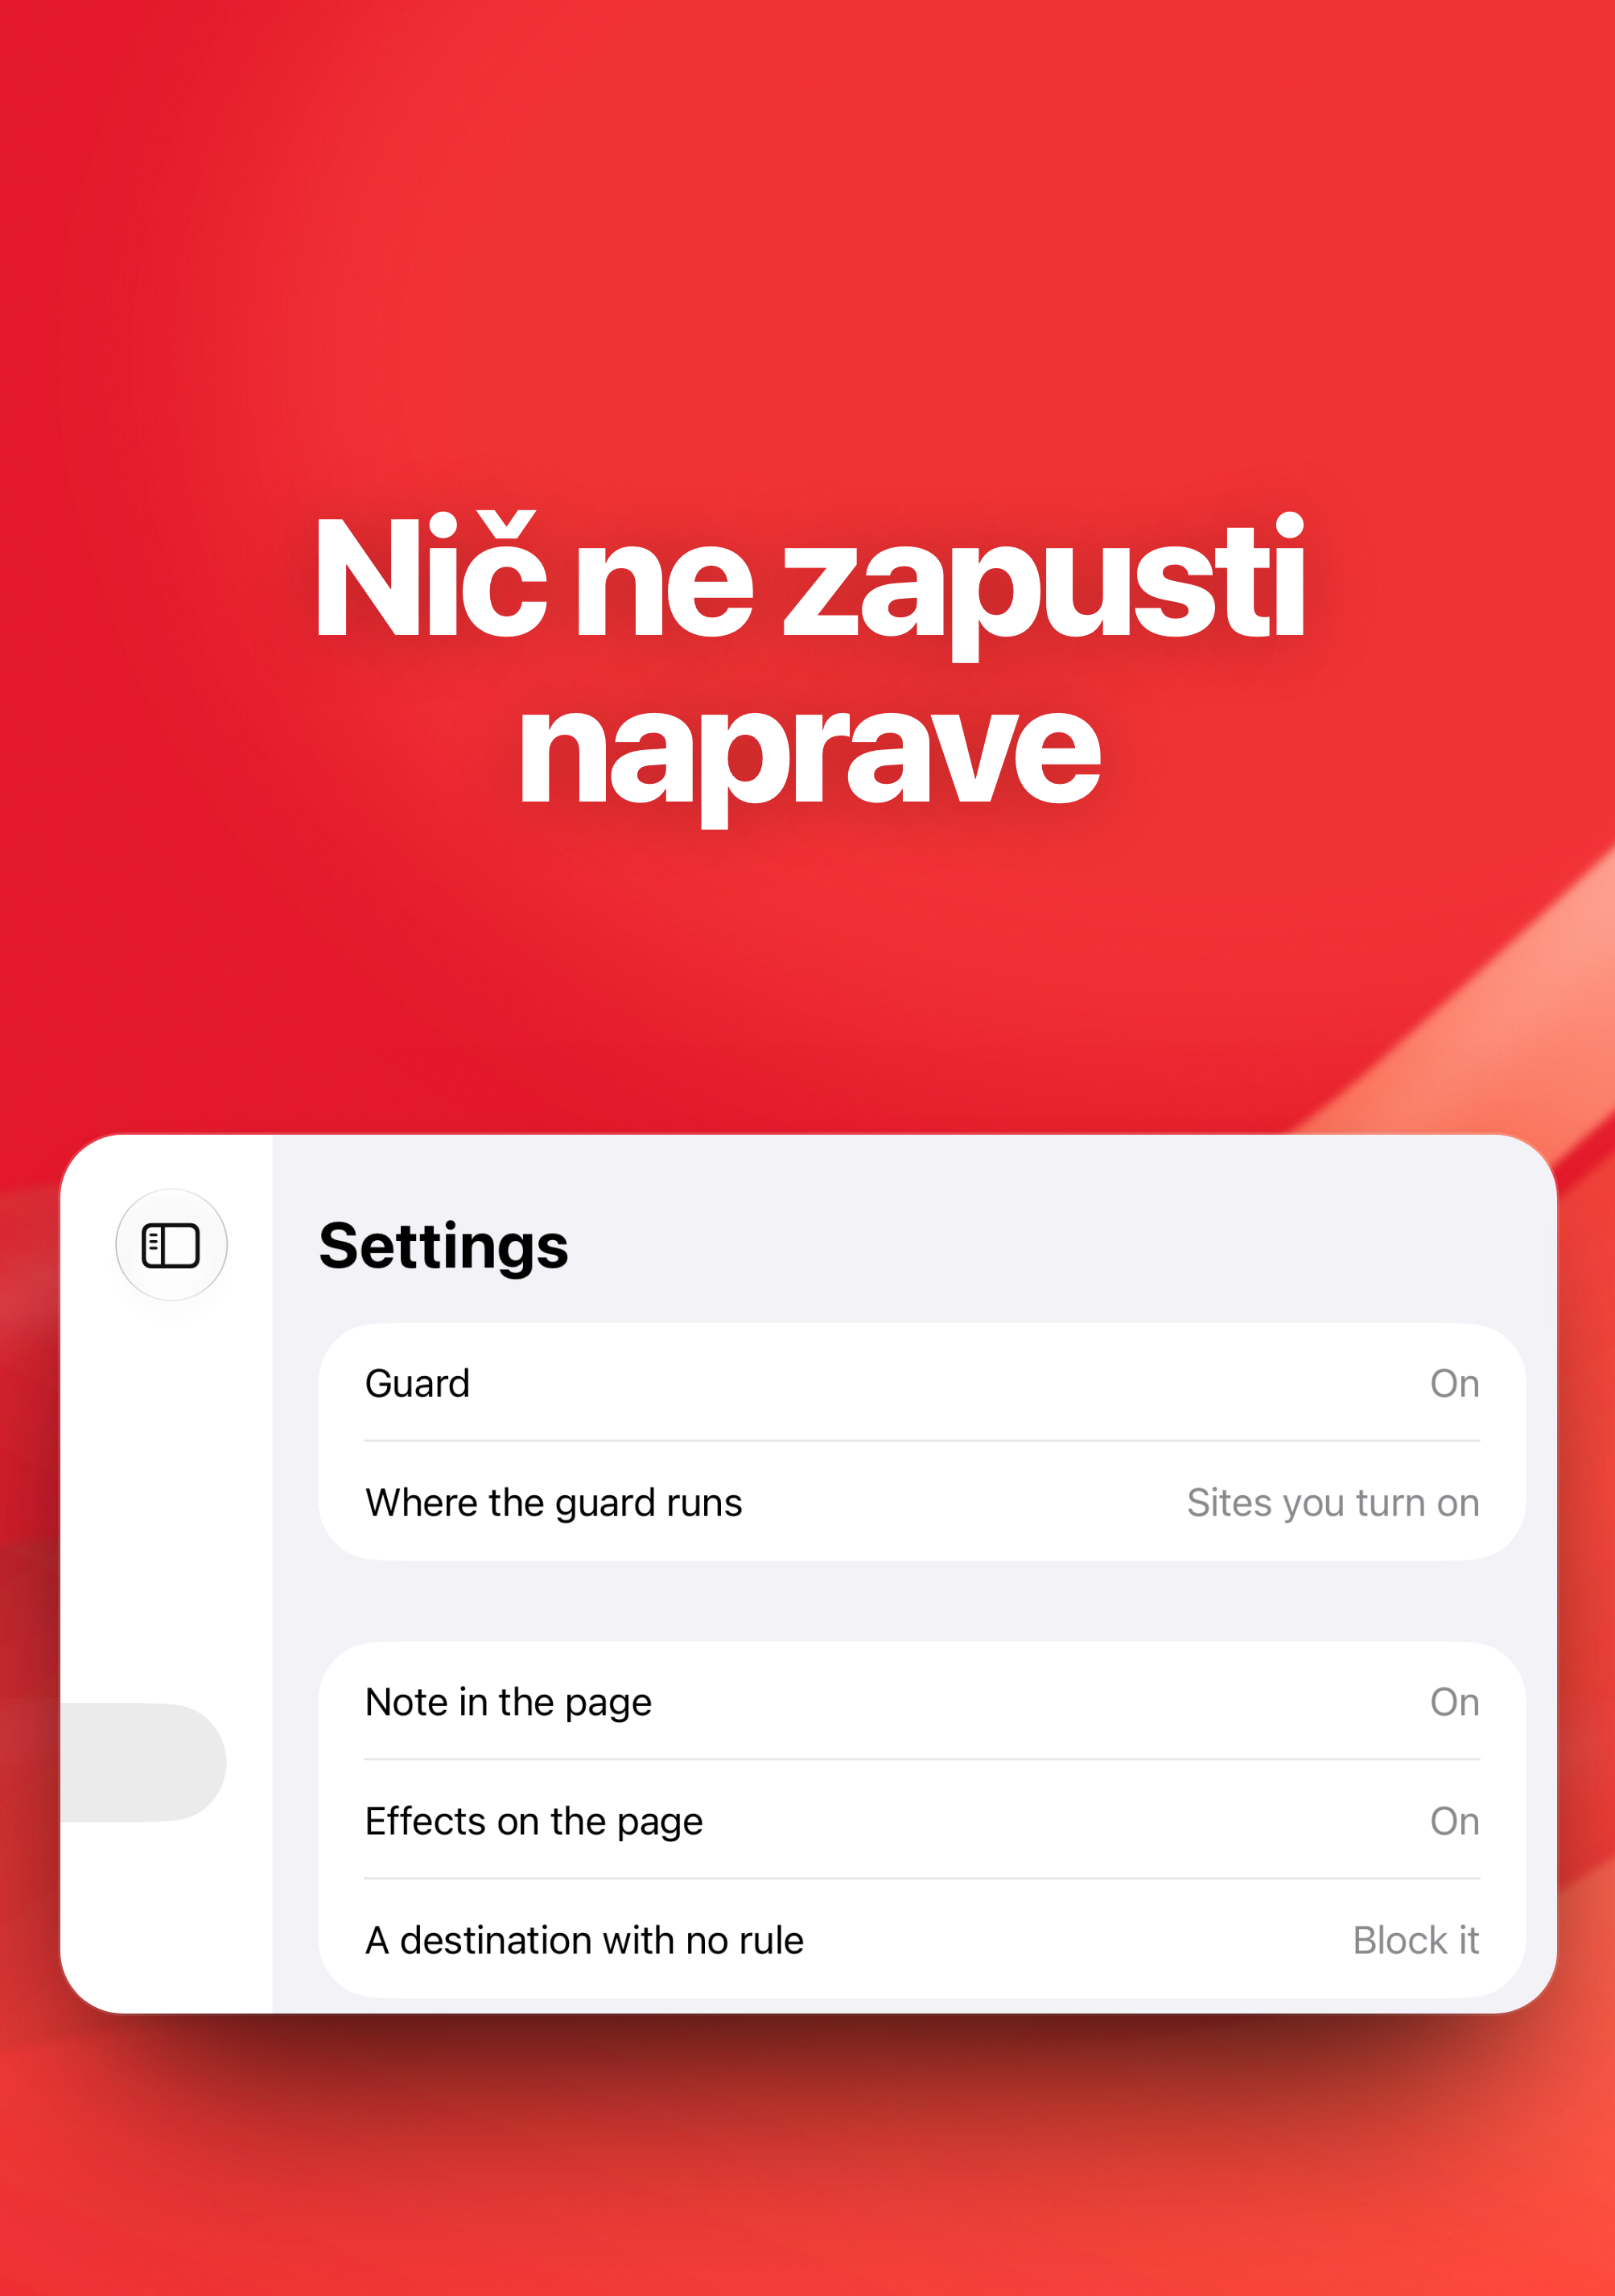 Nič ne zapusti
naprave
Settings
Guard On
Where the guard runs Sites you turn on
Note in the page On
Effects on the page On
A destination with no rule Block it